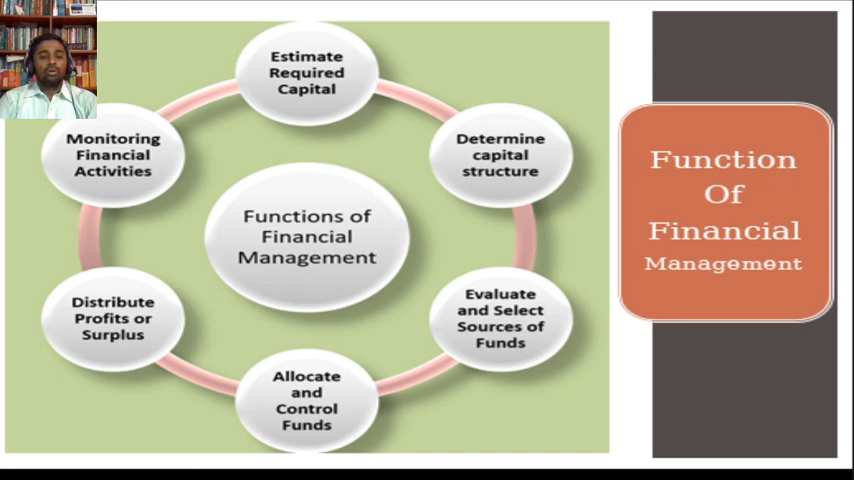 Estimate
Required
Capital
Determine
capital
structure
Evaluate
and Select
Sources of
Funds
Allocate
and
Control
Funds
Distribute
Profits or
Surplus
Monitoring
Financial
Activities
Functions of
Financial
Management
Function
Of
Financial
Management